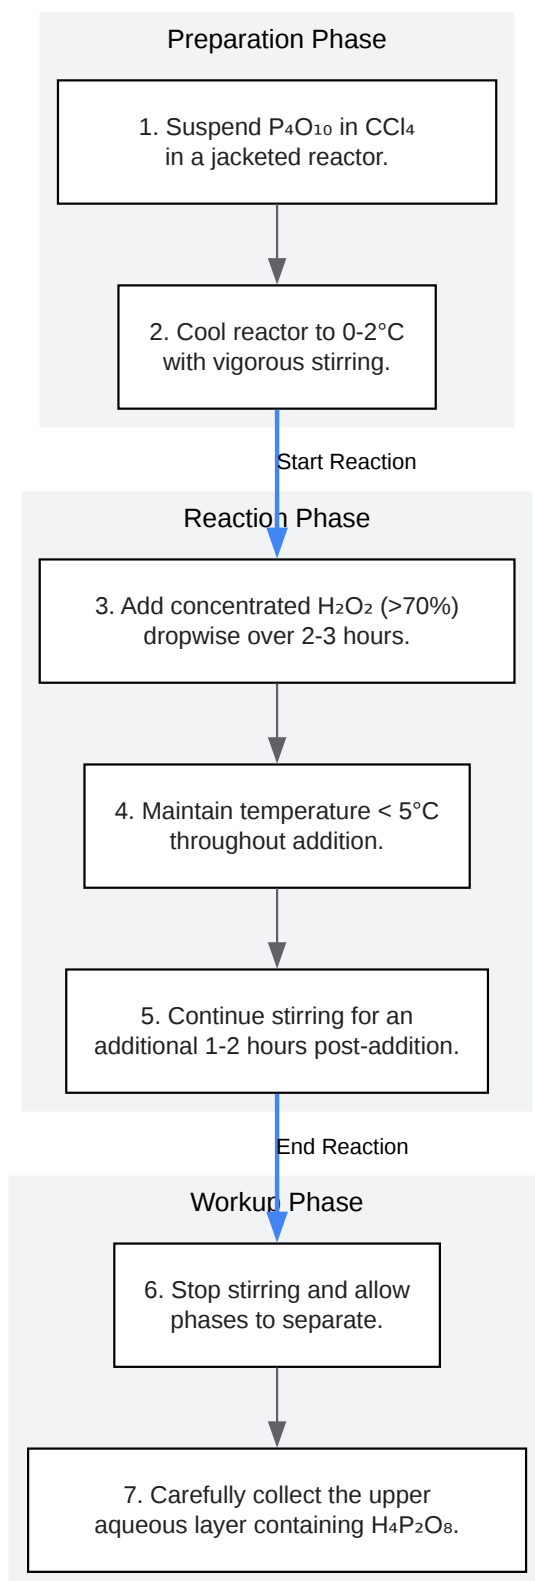 Preparation Phase
1. Suspend P₄O₁₀ in CCl₄
in a jacketed reactor.
2. Cool reactor to 0-2°C
with vigorous stirring.
Start Reaction
Reaction Phase
3. Add concentrated H₂O₂ (>70%)
dropwise over 2-3 hours.
4. Maintain temperature < 5°C
throughout addition.
5. Continue stirring for an
additional 1-2 hours post-addition.
End Reaction
Workup Phase
6. Stop stirring and allow
phases to separate.
7. Carefully collect the upper
aqueous layer containing H₄P₂O₈.